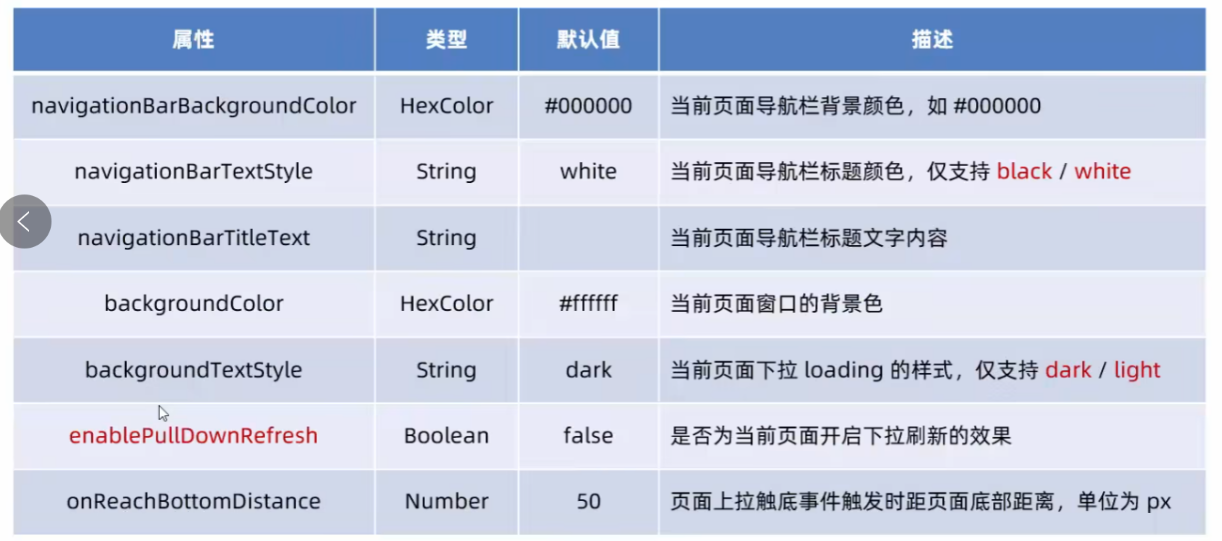 属性 类型 默认值 描述
navigationBarBackgroundColor HexColor #000000 当前页面导航栏背景颜色，如 #000000
navigationBarTextStyle String white 当前页面导航栏标题颜色，仅支持 black / white
navigationBarTitleText String 当前页面导航栏标题文字内容
backgroundColor HexColor #ffffff 当前页面窗口的背景色
backgroundTextStyle String dark 当前页面下拉 loading 的样式，仅支持 dark / light
enablePullDownRefresh Boolean false 是否为当前页面开启下拉刷新的效果
onReachBottomDistance Number 50 页面上拉触底事件触发时距页面底部距离，单位为 px